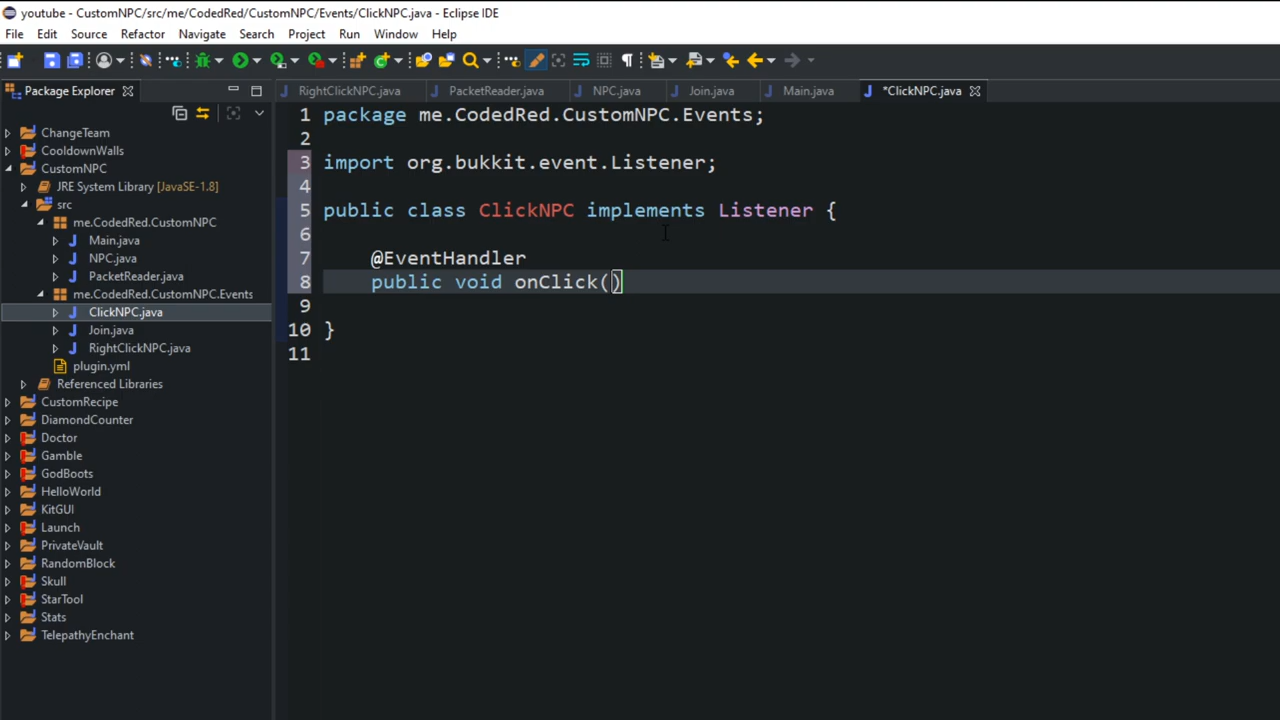 youtube - CustomNPC/src/me/CodedRed/CustomNPC/Events/ClickNPC.java - Eclipse IDE
File Edit Source Refactor Navigate Search Project Run Window Help
Package Explorer
RightClickNPC.java PacketReader.java NPC.java Join.java Main.java *ClickNPC.java
ChangeTeam
CooldownWalls
CustomNPC
JRE System Library [JavaSE-1.8]
src
me.CodedRed.CustomNPC
Main.java
NPC.java
PacketReader.java
me.CodedRed.CustomNPC.Events
ClickNPC.java
Join.java
RightClickNPC.java
plugin.yml
Referenced Libraries
CustomRecipe
DiamondCounter
Doctor
Gamble
GodBoots
HelloWorld
KitGUI
Launch
PrivateVault
RandomBlock
Skull
StarTool
Stats
TelepathyEnchant
1 package me.CodedRed.CustomNPC.Events;
2
3 import org.bukkit.event.Listener;
4
5 public class ClickNPC implements Listener {
6
7 @EventHandler
8 public void onClick()
9
10 }
11